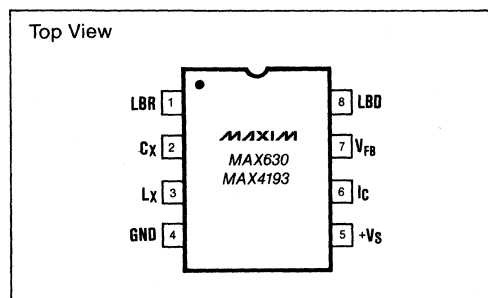 Top View
LBR 1
8 LBD
MAXIM
CX 2
7 VFB
MAX630
MAX4193
LX 3
6 IC
GND 4
5 +VS